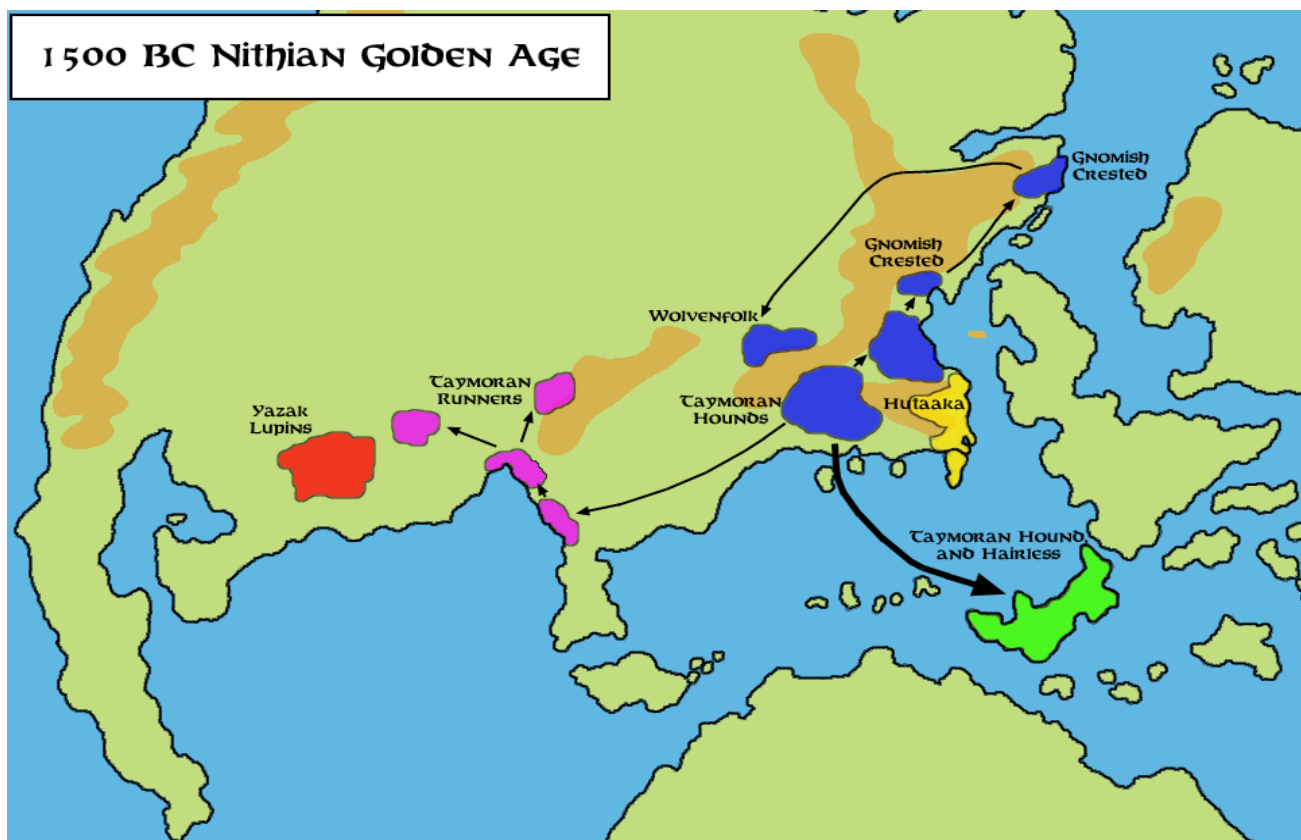 1500 BC Nithian Golden Age
Gnomish
Crested
Gnomish
Crested
Wolvenfolk
Taymoran
Runners
Taymoran
Hounds
Hutaaka
Yazak
Lupins
Taymoran Hound
and Hairless